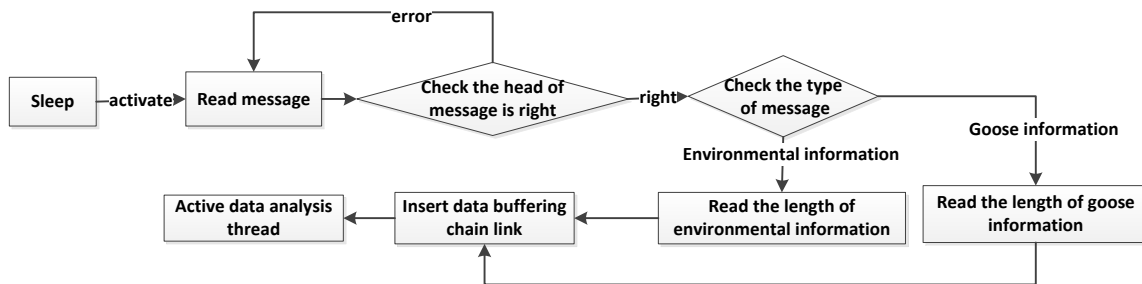 error
Sleep
activate
Read message
Check the head of
message is right
right
Check the type
of message
Goose information
Environmental information
Active data analysis
thread
Insert data buffering
chain link
Read the length of
environmental information
Read the length of goose
information